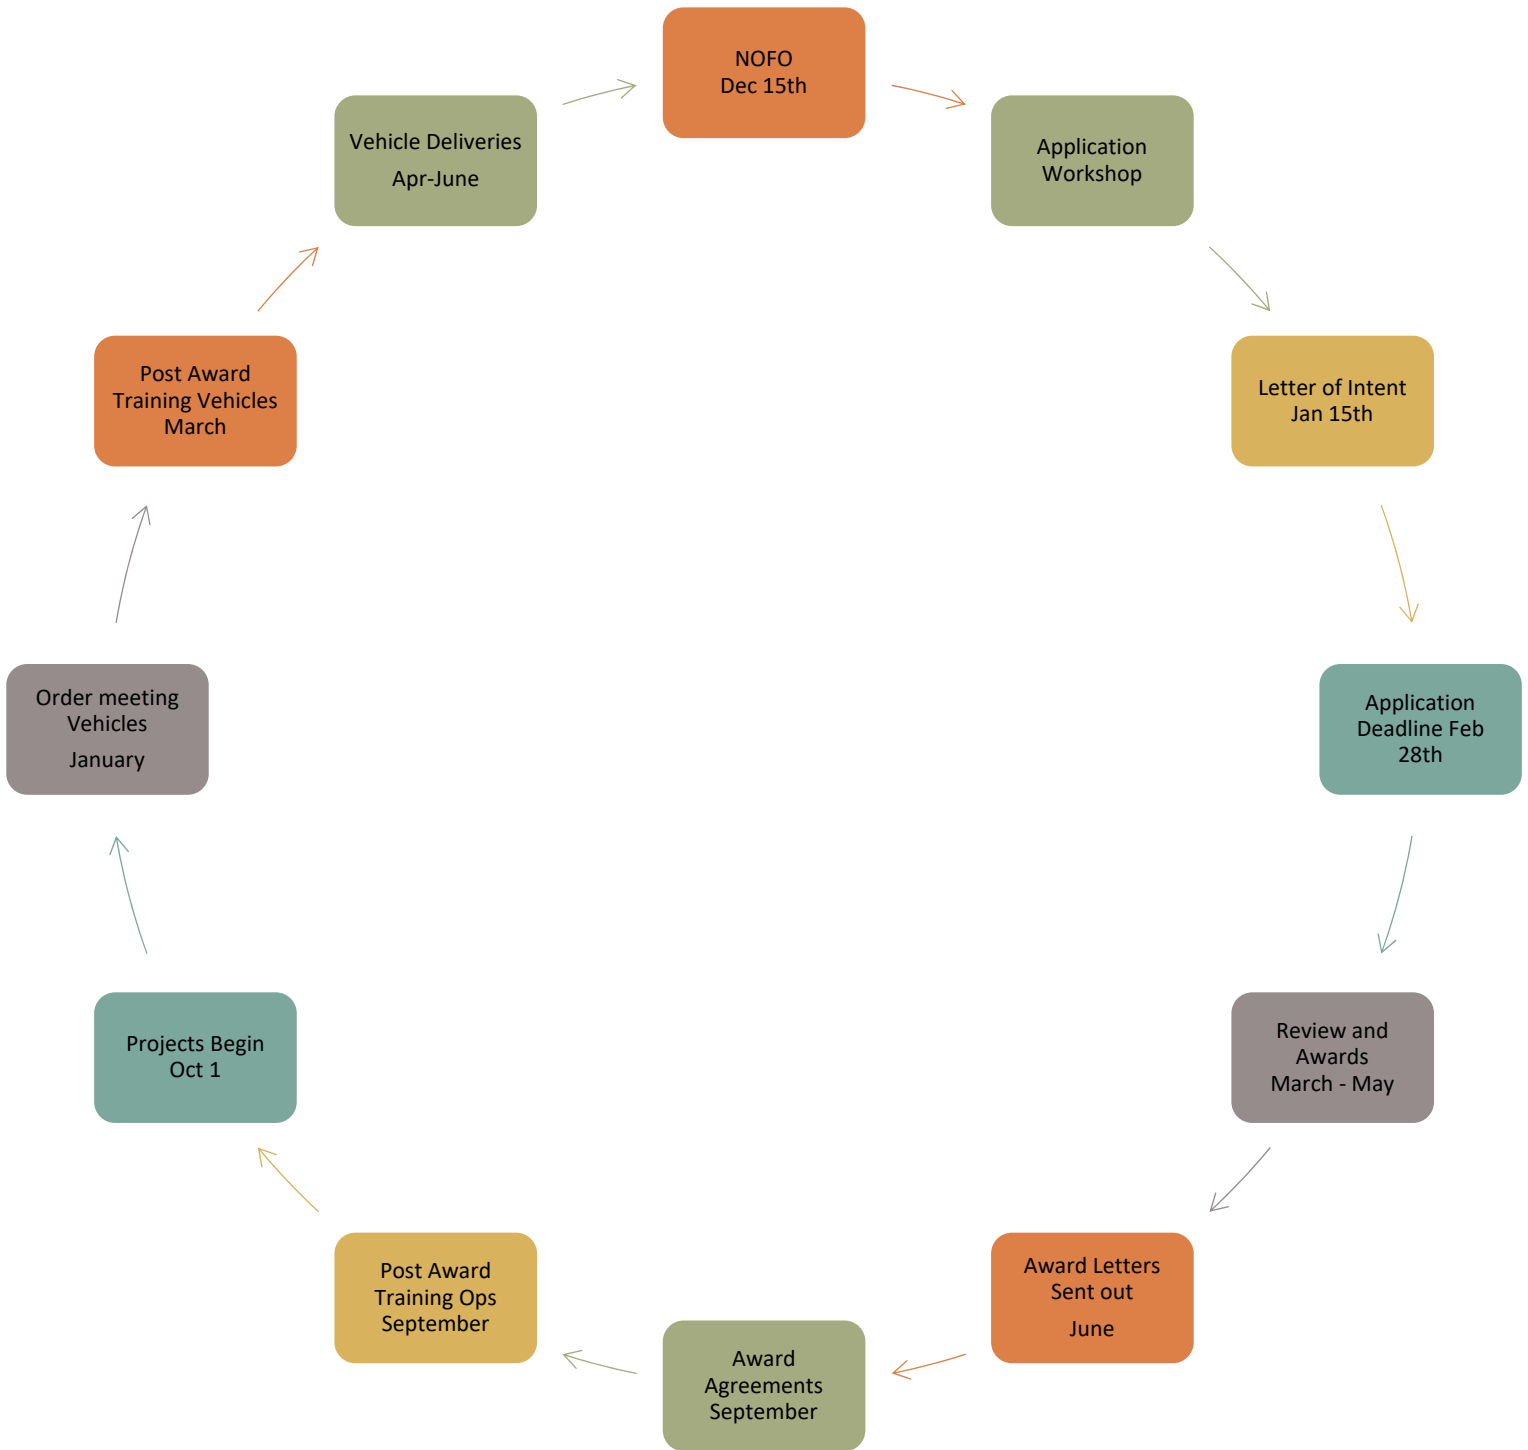 NOFO
Dec 15th
Application
Workshop
Letter of Intent
Jan 15th
Application
Deadline Feb
28th
Review and
Awards
March - May
Award Letters
Sent out
June
Award
Agreements
September
Post Award
Training Ops
September
Projects Begin
Oct 1
Order meeting
Vehicles
January
Post Award
Training Vehicles
March
Vehicle Deliveries
Apr-June